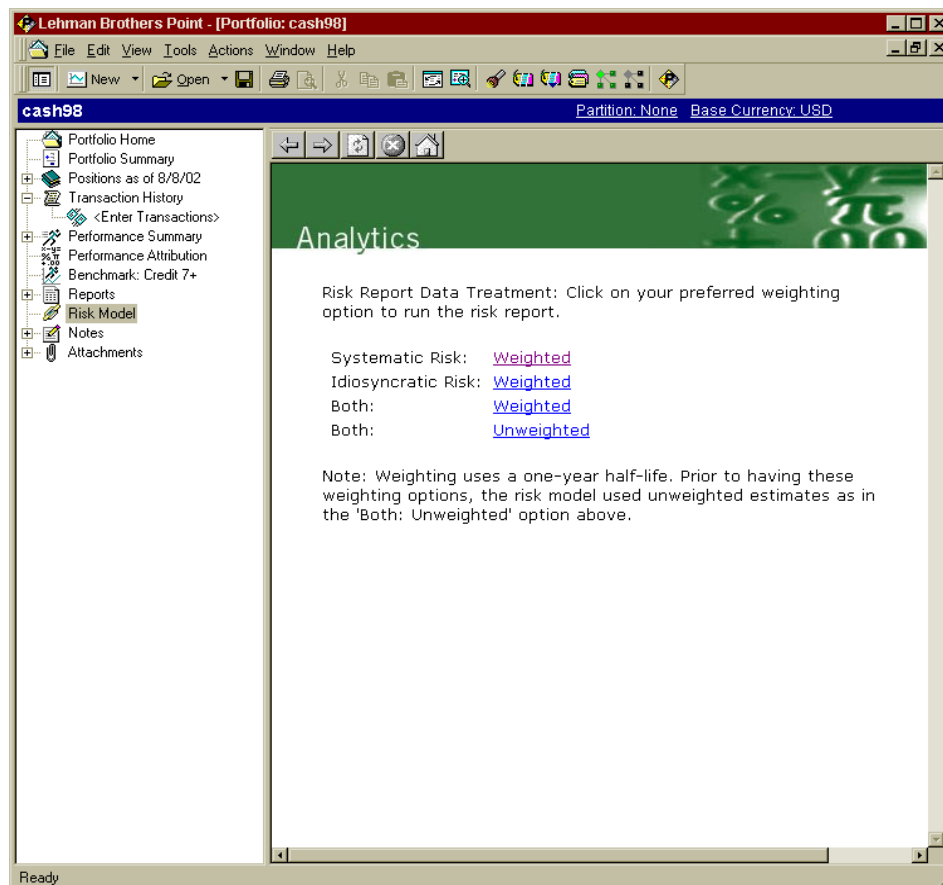 Lehman Brothers Point - [Portfolio: cash98]
File Edit View Tools Actions Window Help
New Open
cash98 Partition: None Base Currency: USD
Portfolio Home
Portfolio Summary
Positions as of 8/8/02
Transaction History
<Enter Transactions>
Performance Summary
Performance Attribution
Benchmark: Credit 7+
Reports
Risk Model
Notes
Attachments
Analytics
Risk Report Data Treatment: Click on your preferred weighting
option to run the risk report.
Systematic Risk: Weighted
Idiosyncratic Risk: Weighted
Both: Weighted
Both: Unweighted
Note: Weighting uses a one-year half-life. Prior to having these
weighting options, the risk model used unweighted estimates as in
the 'Both: Unweighted' option above.
Ready